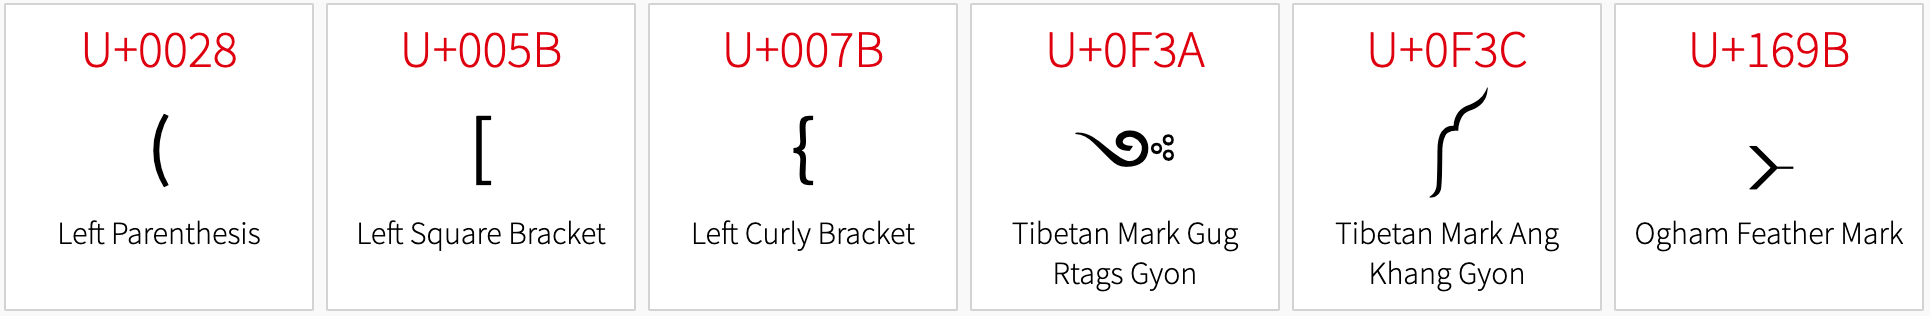 U+0028
(
Left Parenthesis
U+005B
[
Left Square Bracket
U+007B
{
Left Curly Bracket
U+0F3A
༺
Tibetan Mark Gug
Rtags Gyon
U+0F3C
༼
Tibetan Mark Ang
Khang Gyon
U+169B
᚛
Ogham Feather Mark